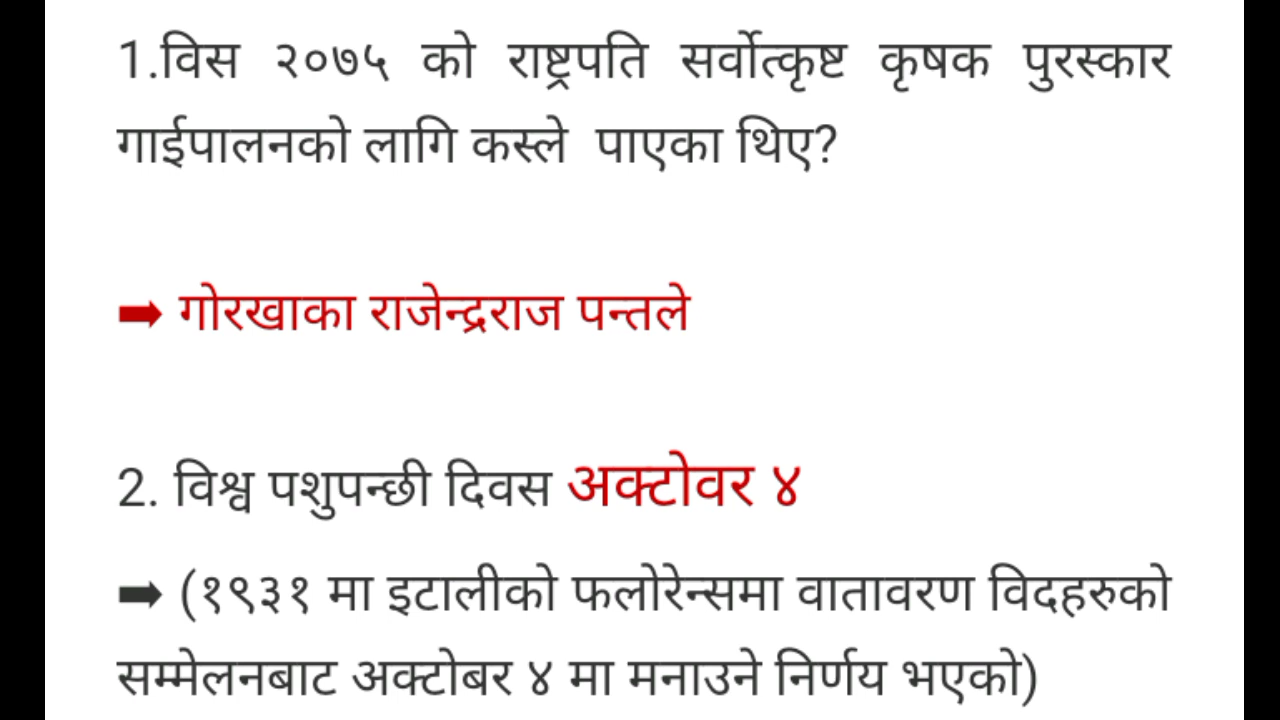 1.विस २०७५ को राष्ट्रपति सर्वोत्कृष्ट कृषक पुरस्कार
गाईपालनको लागि कस्ले पाएका थिए?
➡ गोरखाका राजेन्द्रराज पन्तले
2. विश्व पशुपन्छी दिवस अक्टोवर ४
➡ (१९३१ मा इटालीको फलोरेन्समा वातावरण विदहरुको
सम्मेलनबाट अक्टोबर ४ मा मनाउने निर्णय भएको)